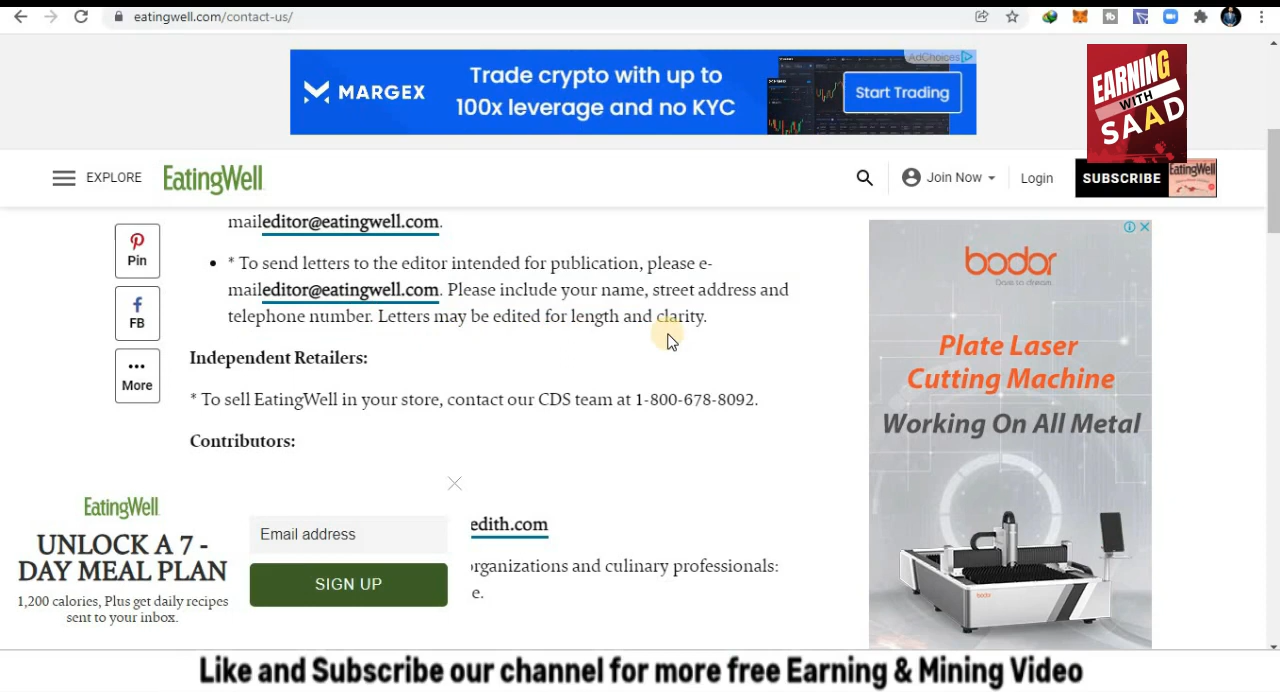 eatingwell.com/contact-us/
AdChoices
MARGEX
Trade crypto with up to
100x leverage and no KYC
Start Trading
EARNING
WITH
SAAD
EXPLORE
EatingWell
Join Now
Login
SUBSCRIBE
EatingWell
Pin
FB
More
maileditor@eatingwell.com.
* To send letters to the editor intended for publication, please e-
maileditor@eatingwell.com. Please include your name, street address and
telephone number. Letters may be edited for length and clarity.
Independent Retailers:
* To sell EatingWell in your store, contact our CDS team at 1-800-678-8092.
Contributors:
edith.com
rganizations and culinary professionals:
e.
EatingWell
UNLOCK A 7 -
DAY MEAL PLAN
1,200 calories, Plus get daily recipes
sent to your inbox.
Email address
SIGN UP
bodor
Dare to dream
Plate Laser
Cutting Machine
Working On All Metal
bodor
Like and Subscribe our channel for more free Earning & Mining Video